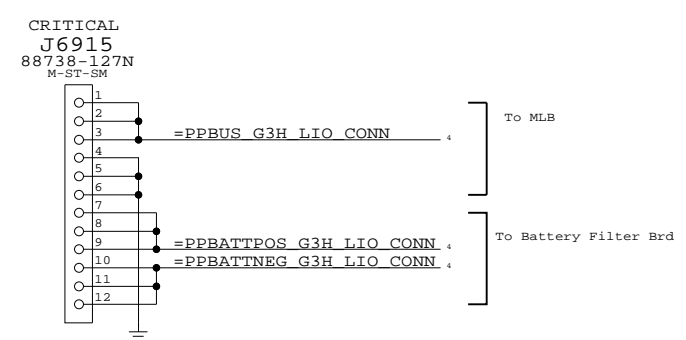 CRITICAL
J6915
88738-127N
M-ST-SM
1
2
3
=PPBUS_G3H_LIO_CONN 4
To MLB
4
5
6
7
8
9
=PPBATTPOS_G3H_LIO_CONN 4
To Battery Filter Brd
10
=PPBATTNEG_G3H_LIO_CONN 4
11
12